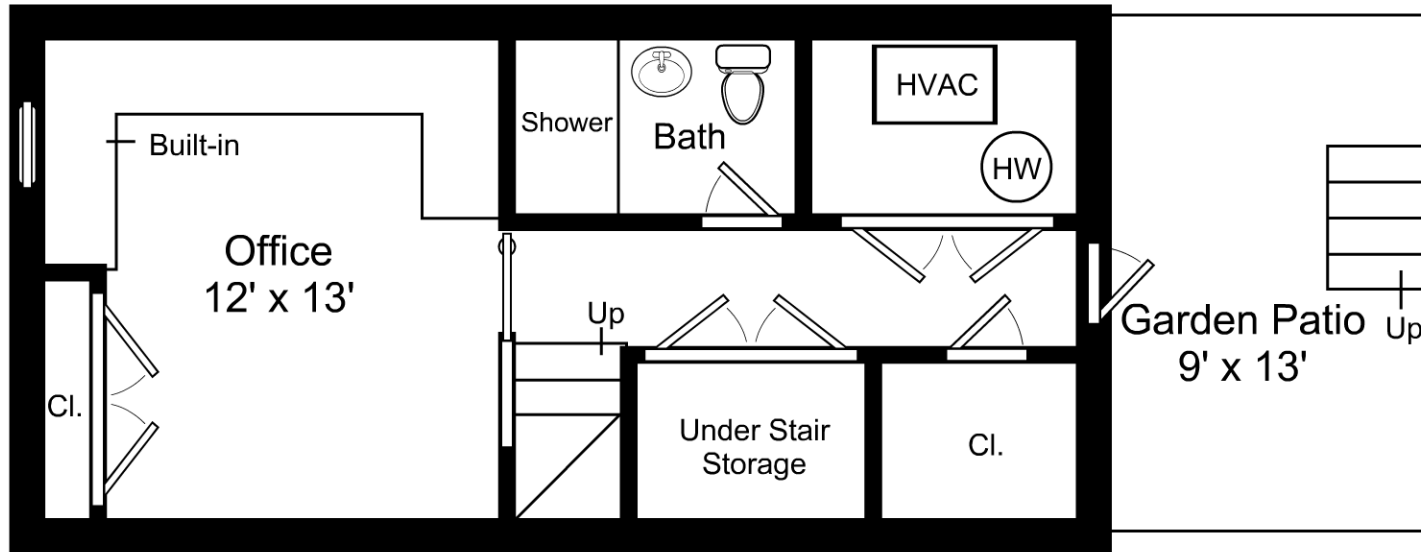 Built-in
Office
12' x 13'
Cl.
Shower
Bath
HVAC
HW
Up
Under Stair
Storage
Cl.
Garden Patio
9' x 13'
Up